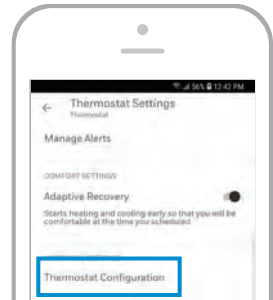 56% 12:42 PM
Thermostat Settings
Thermostat
Manage Alerts
COMFORT SETTINGS
Adaptive Recovery
Starts heating and cooling early so that you will be
comfortable at the time you scheduled
Thermostat Configuration